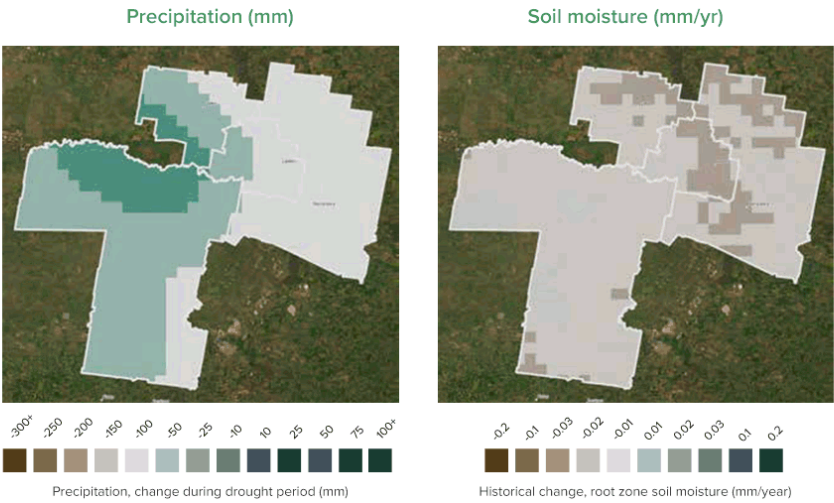 Precipitation (mm)
Soil moisture (mm/yr)
-300+ -250 -200 -150 -100 -50 -25 -10 10 25 50 75 100+
-0.2 -0.1 -0.03 -0.02 -0.01 0.01 0.02 0.03 0.1 0.2
Precipitation, change during drought period (mm)
Historical change, root zone soil moisture (mm/year)